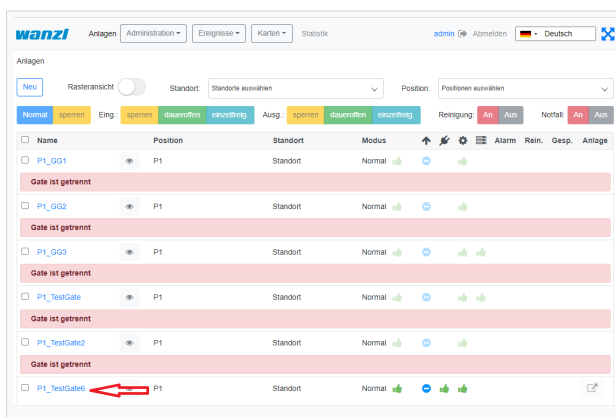 wanzl Anlagen Administration Ereignisse Karten Statistik admin Abmelden Deutsch
Anlagen
Neu Rasteransicht Standort: Standorte auswählen Position: Positionen auswählen
Normal sperren Eing.: sperren daueroffen einzelfreig. Ausg.: sperren daueroffen einzelfreig. Reinigung: An Aus Notfall: An Aus
Name Position Standort Modus Alarm Rein. Gesp. Anlage
P1_GG1 P1 Standort Normal
Gate ist getrennt
P1_GG2 P1 Standort Normal
Gate ist getrennt
P1_GG3 P1 Standort Normal
Gate ist getrennt
P1_TestGate P1 Standort Normal
Gate ist getrennt
P1_TestGate2 P1 Standort Normal
Gate ist getrennt
P1_TestGate6 P1 Standort Normal